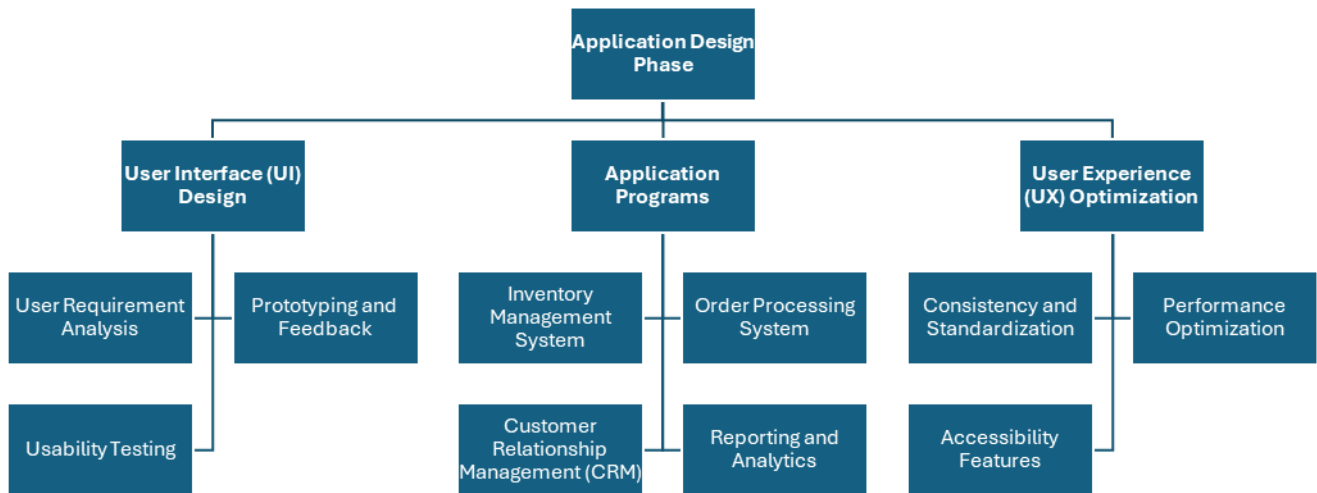 Application Design
Phase
User Interface (UI)
Design
Application
Programs
User Experience
(UX) Optimization
User Requirement
Analysis
Prototyping and
Feedback
Inventory
Management
System
Order Processing
System
Consistency and
Standardization
Performance
Optimization
Usability Testing
Customer
Relationship
Management (CRM)
Reporting and
Analytics
Accessibility
Features